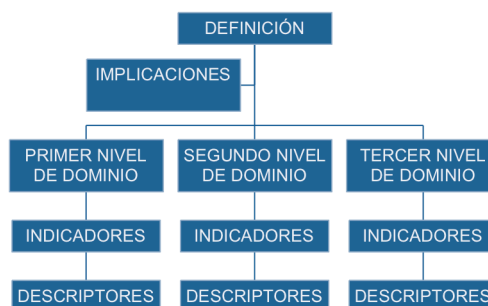 DEFINICIÓN
IMPLICACIONES
PRIMER NIVEL
DE DOMINIO
SEGUNDO NIVEL
DE DOMINIO
TERCER NIVEL
DE DOMINIO
INDICADORES
INDICADORES
INDICADORES
DESCRIPTORES
DESCRIPTORES
DESCRIPTORES